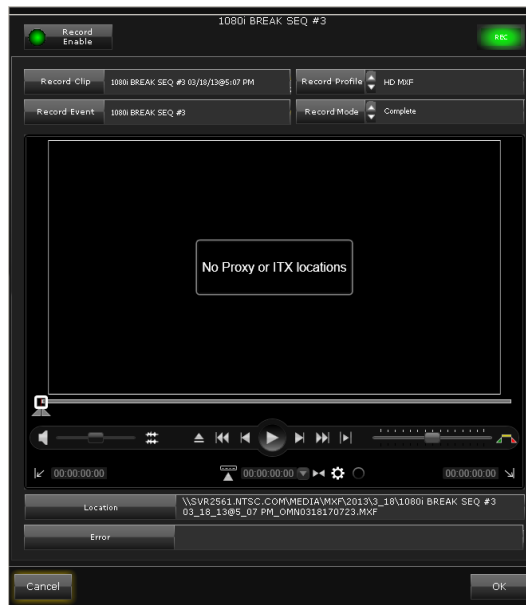 1080i BREAK SEQ #3
Record
Enable
REC
Record Clip
1080i BREAK SEQ #3 03/18/13@5:07 PM
Record Profile
HD MXF
Record Event
1080i BREAK SEQ #3
Record Mode
Complete
No Proxy or ITX locations
00:00:00:00
00:00:00:00
00:00:00:00
Location
\\SVR2561.NTSC.COM\MEDIA\MXF\2013\3_18\1080i BREAK SEQ #3
03_18_13@5_07 PM_OMN0318170723.MXF
Error
Cancel
OK